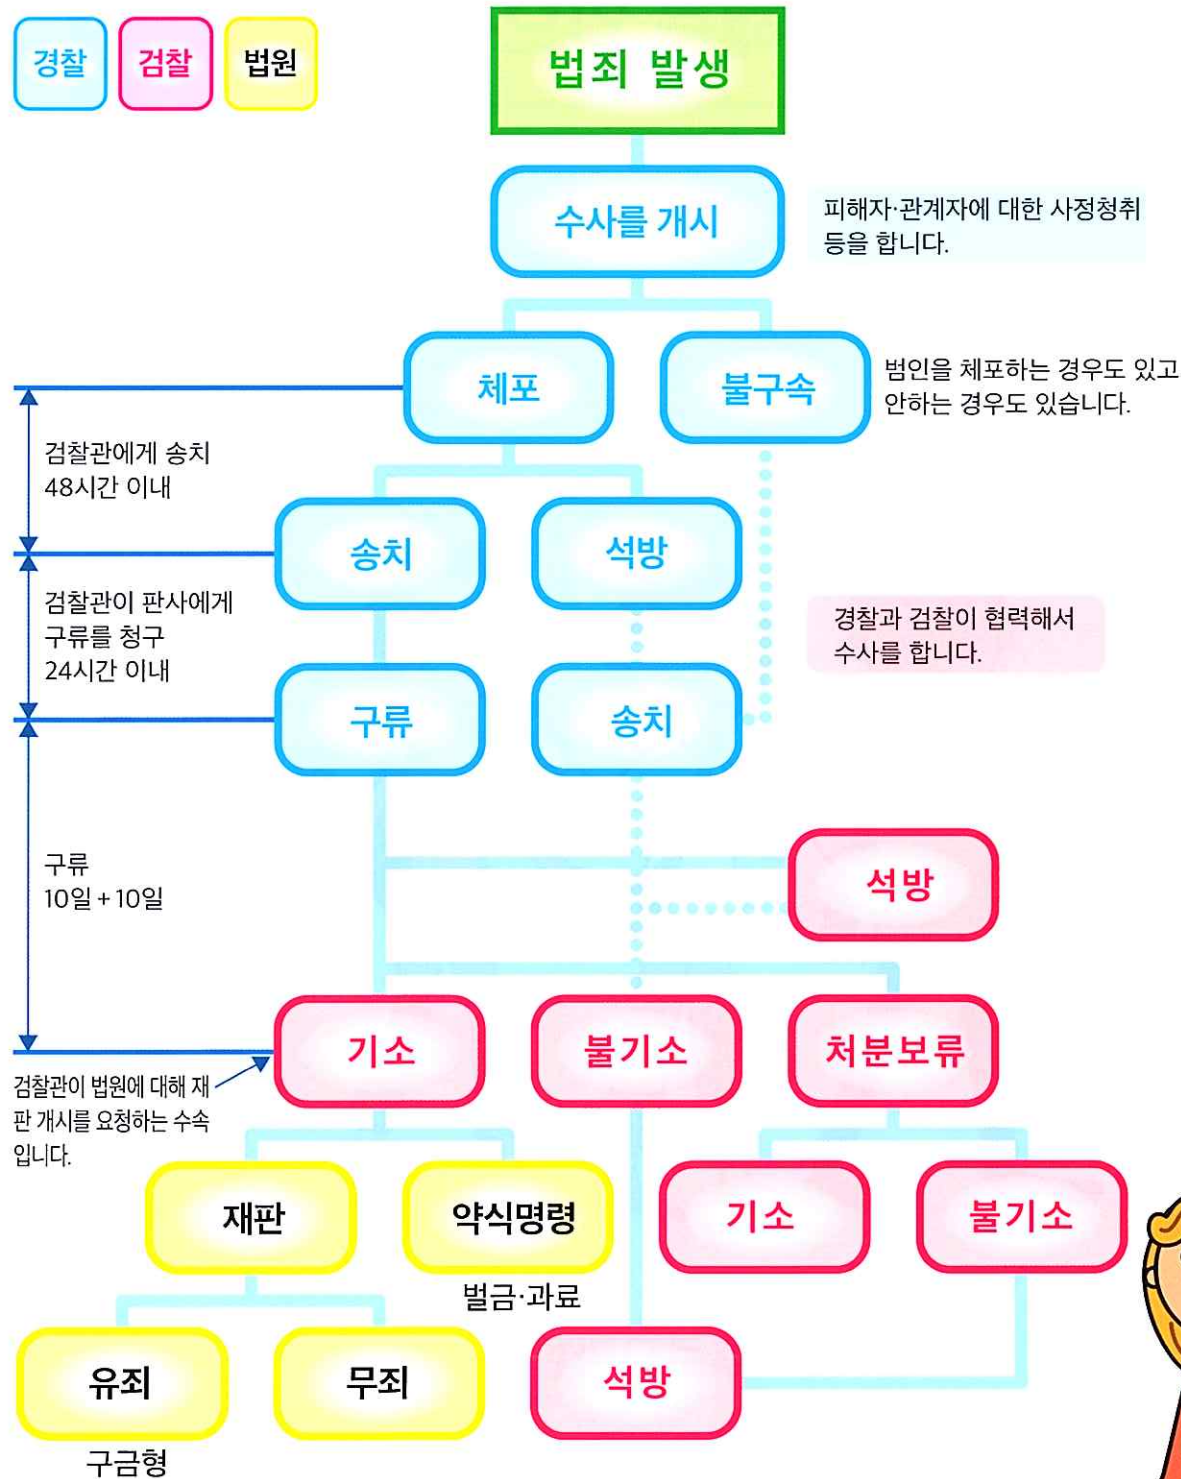 경찰
검찰
법원
법죄 발생
수사를 개시
피해자·관계자에 대한 사정청취
등을 합니다.
체포
불구속
범인을 체포하는 경우도 있고
안하는 경우도 있습니다.
검찰관에게 송치
48시간 이내
송치
석방
검찰관이 판사에게
구류를 청구
24시간 이내
경찰과 검찰이 협력해서
수사를 합니다.
구류
송치
구류
10일 + 10일
석방
기소
불기소
처분보류
검찰관이 법원에 대해 재
판 개시를 요청하는 수속
입니다.
재판
약식명령
기소
불기소
벌금·과료
유죄
무죄
석방
구금형